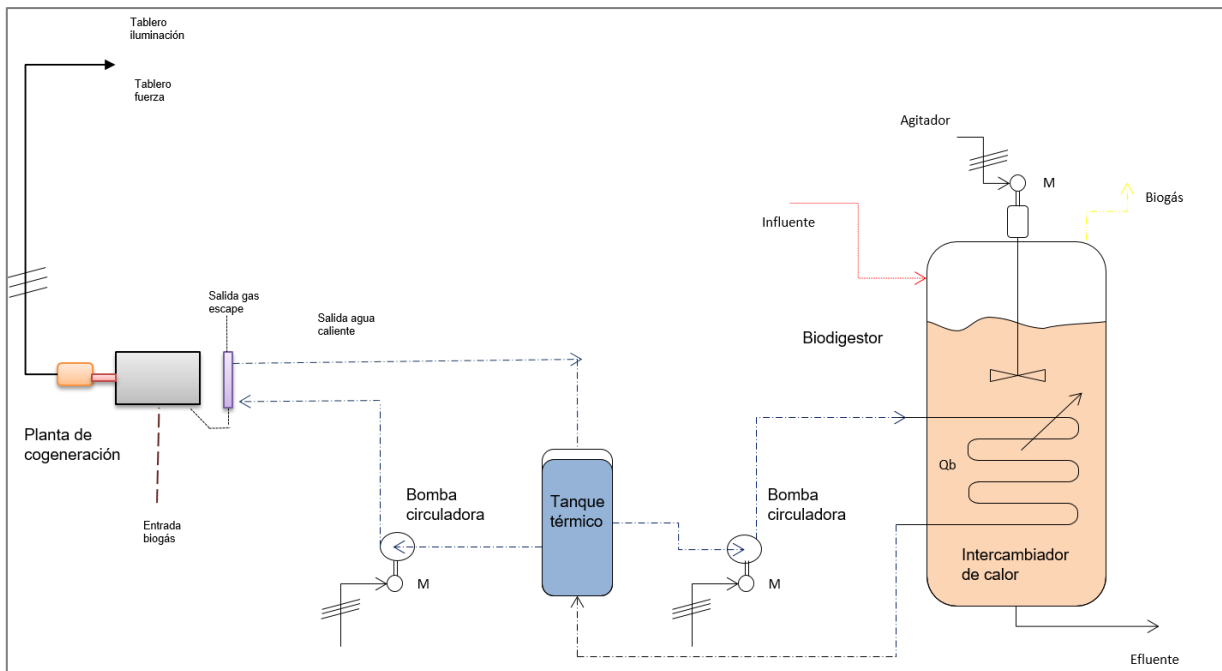 Tablero
iluminación
Tablero
fuerza
Agitador
M
Biogás
Influente
Salida gas
escape
Salida agua
caliente
Biodigestor
Planta de
cogeneración
Qb
Bomba
circuladora
Tanque
térmico
Bomba
circuladora
Entrada
biogás
Intercambiador
de calor
M
M
Efluente